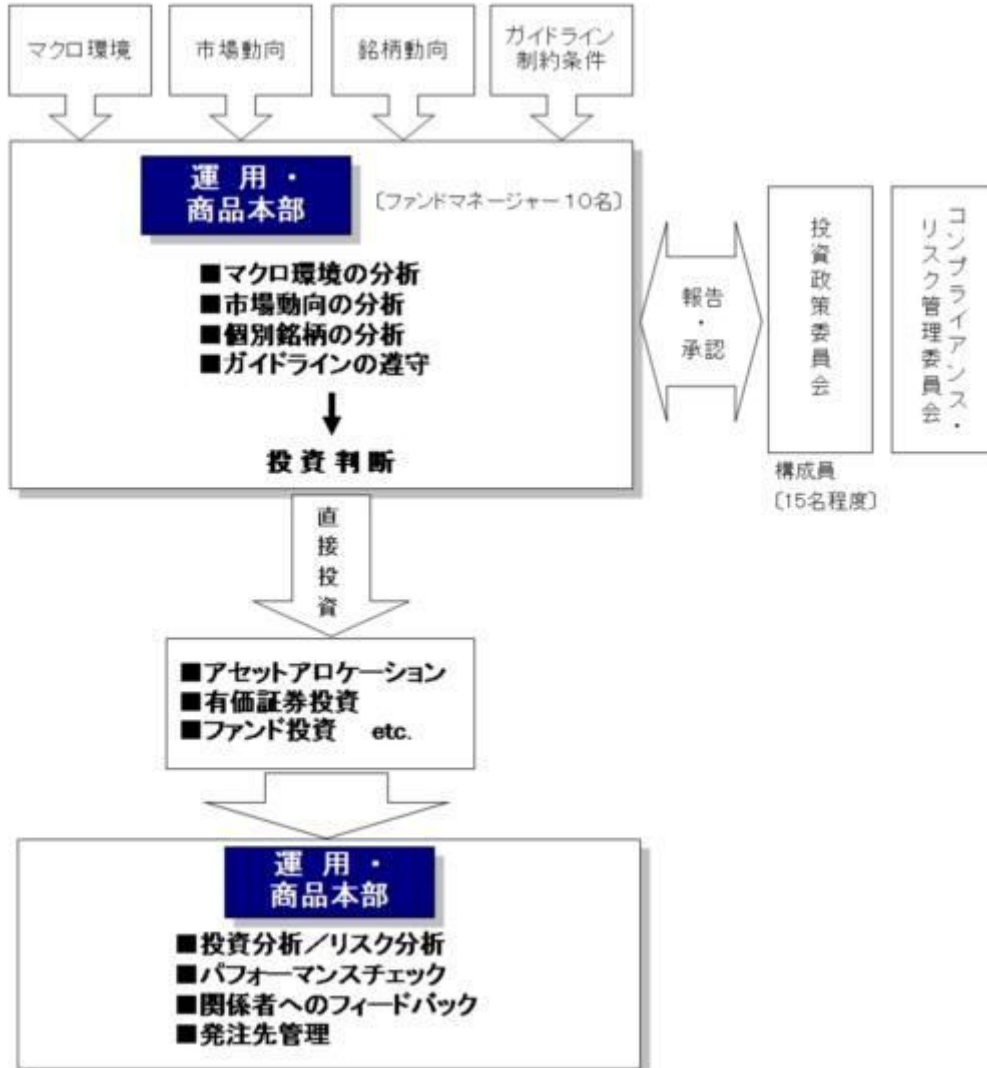 マクロ環境
市場動向
銘柄動向
ガイドライン
制約条件
運 用 ・
商品本部
〔ファンドマネージャー10名〕
■マクロ環境の分析
■市場動向の分析
■個別銘柄の分析
■ガイドラインの遵守
投資判断
報告
・
承認
投資政策委員会
コンプライアンス・
リスク管理委員会
構成員
〔15名程度〕
直接投資
■アセットアロケーション
■有価証券投資
■ファンド投資 etc.
運 用 ・
商品本部
■投資分析／リスク分析
■パフォーマンスチェック
■関係者へのフィードバック
■発注先管理